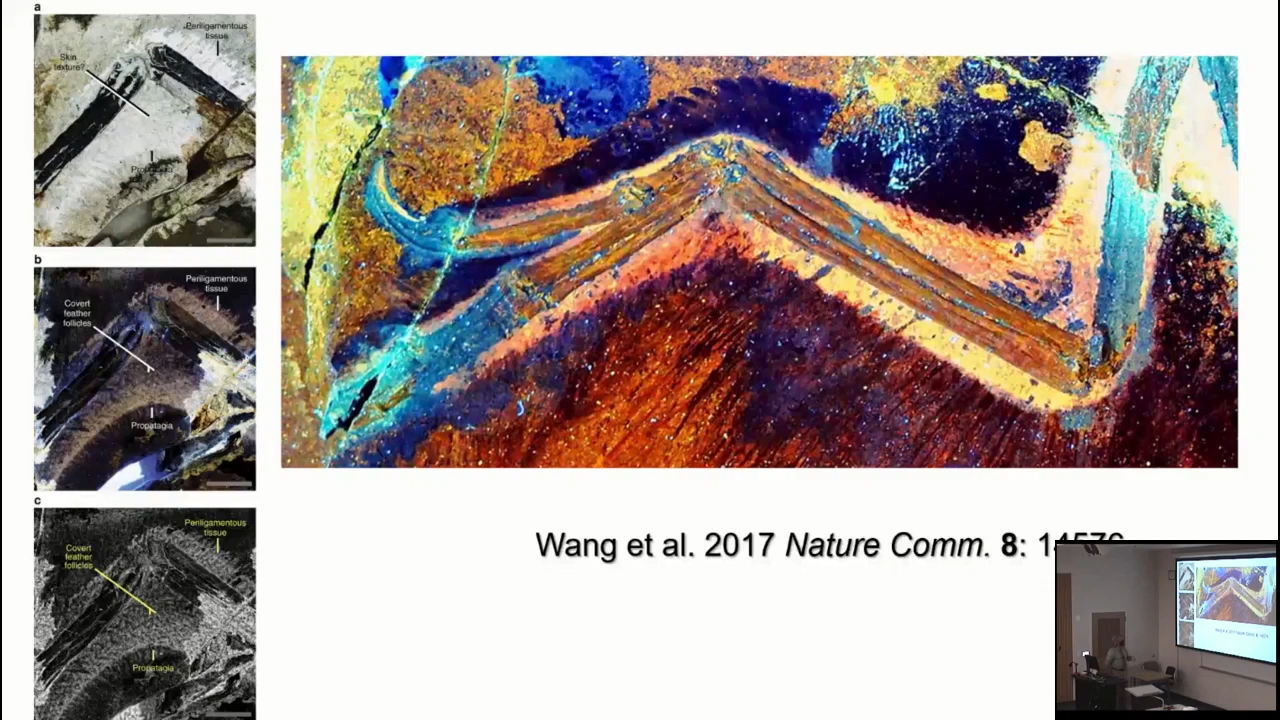 a
Periligamentous
tissue
Skin
texture?
Propatagia
b
Periligamentous
tissue
Covert
feather
follicles
Propatagia
c
Periligamentous
tissue
Covert
feather
follicles
Propatagia
Wang et al. 2017 Nature Comm. 8: